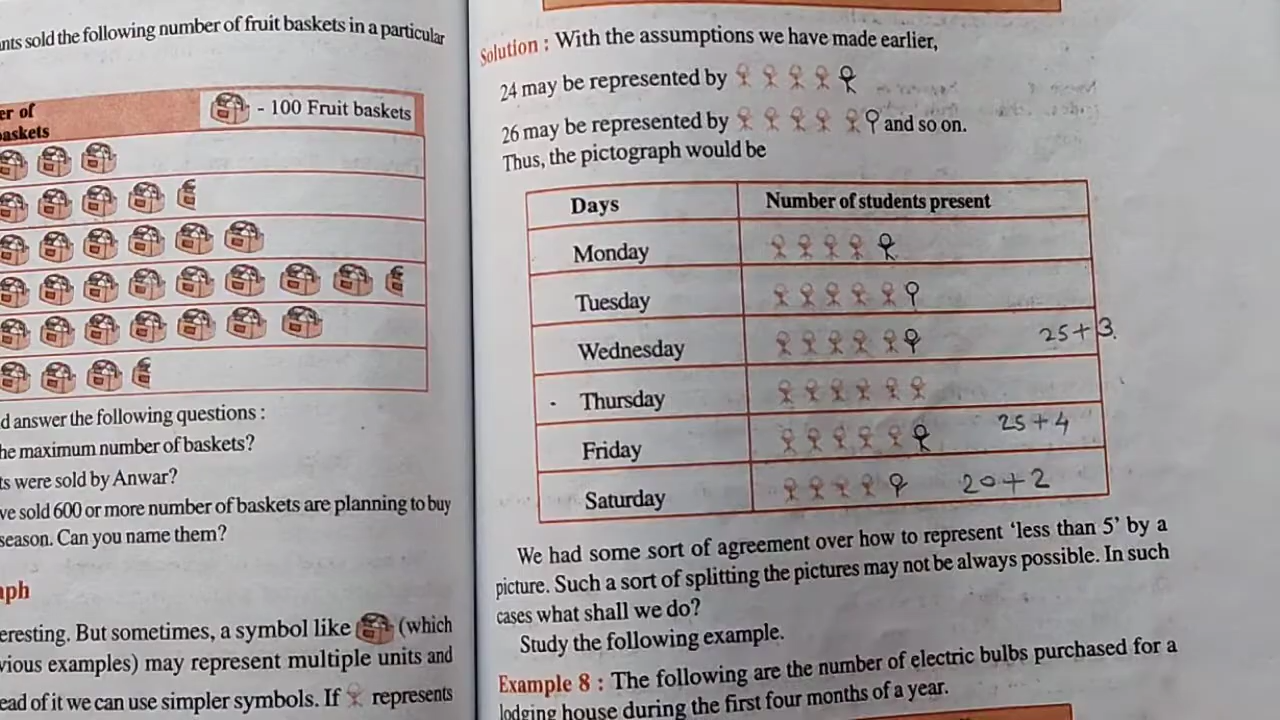 nts sold the following number of fruit baskets in a particular
er of
baskets
- 100 Fruit baskets
d answer the following questions :
he maximum number of baskets?
ts were sold by Anwar?
ve sold 600 or more number of baskets are planning to buy
season. Can you name them?
aph
eresting. But sometimes, a symbol like (which
vious examples) may represent multiple units and
ead of it we can use simpler symbols. If represents
Solution : With the assumptions we have made earlier,
24 may be represented by
26 may be represented by and so on.
Thus, the pictograph would be
Days Number of students present
Monday
Tuesday
Wednesday 25+3.
Thursday
Friday 25+4
Saturday 20+2
We had some sort of agreement over how to represent ‘less than 5’ by a
picture. Such a sort of splitting the pictures may not be always possible. In such
cases what shall we do?
Study the following example.
Example 8 : The following are the number of electric bulbs purchased for a
lodging house during the first four months of a year.